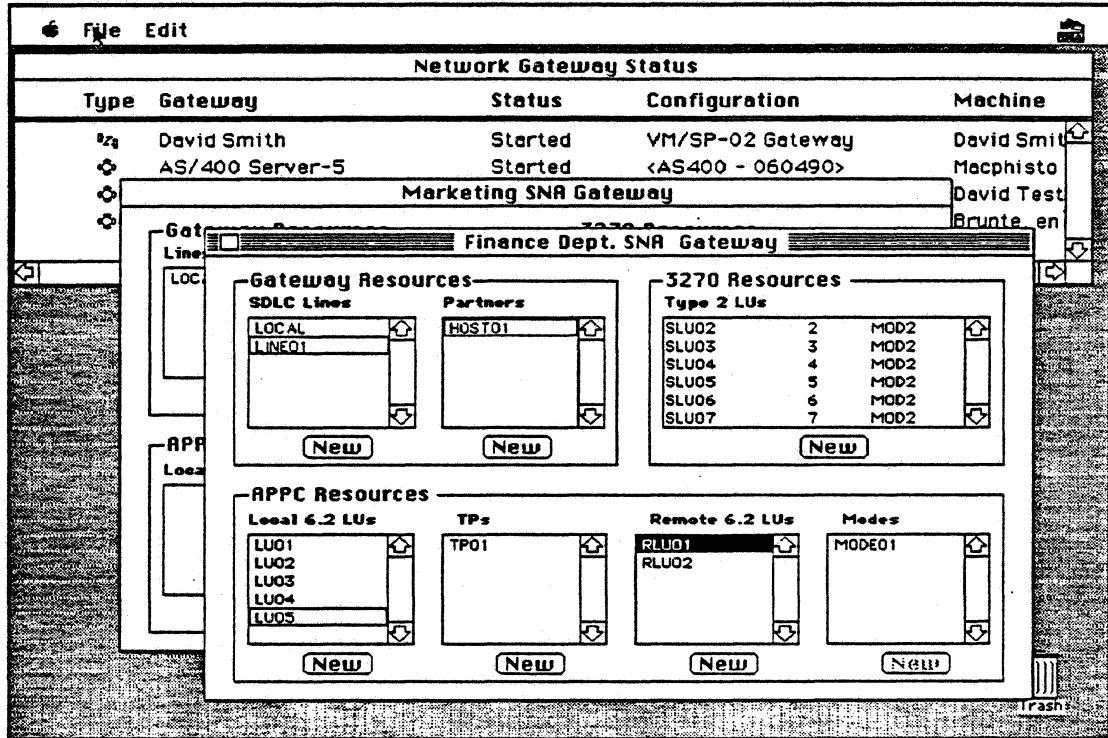 File Edit
Network Gateway Status
Type Gateway Status Configuration Machine
David Smith Started VM/SP-02 Gateway David Smit
AS/400 Server-5 Started <AS400 - 060490> Macphisto
Marketing SNA Gateway David Test
Finance Dept. SNA Gateway
Gateway Resources
SDLC Lines Partners
LOCAL HOST01
LINE01
New New
3270 Resources
Type 2 LUs
SLU02 2 MOD2
SLU03 3 MOD2
SLU04 4 MOD2
SLU05 5 MOD2
SLU06 6 MOD2
SLU07 7 MOD2
New
APPC Resources
Local 6.2 LUs TPs Remote 6.2 LUs Modes
LU01 TP01 RLU01 MODE01
LU02 RLU02
LU03
LU04
LU05
New New New New
Trash